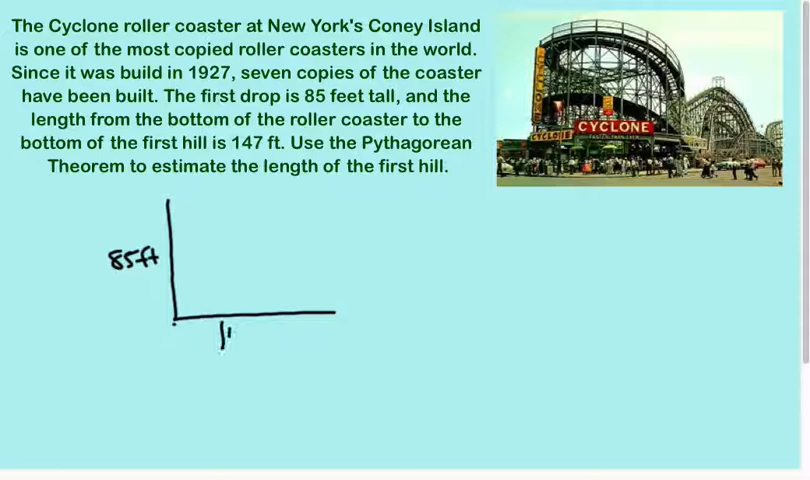 The Cyclone roller coaster at New York's Coney Island
is one of the most copied roller coasters in the world.
Since it was build in 1927, seven copies of the coaster
have been built. The first drop is 85 feet tall, and the
length from the bottom of the roller coaster to the
bottom of the first hill is 147 ft. Use the Pythagorean
Theorem to estimate the length of the first hill.
CYCLONE
CYCLONE
CYCLONE
85ft